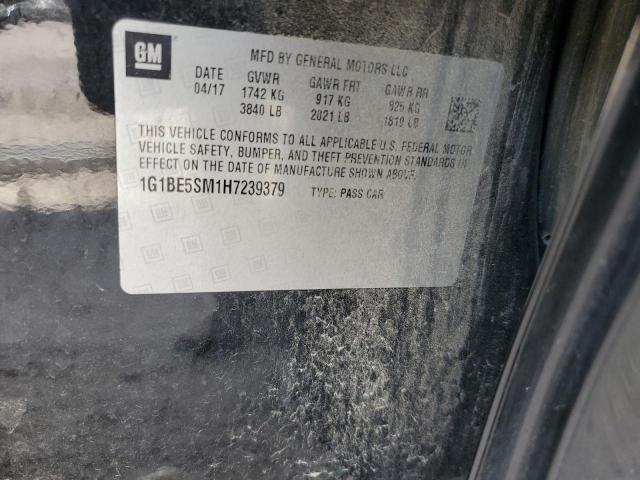 GM
MFD BY GENERAL MOTORS LLC
DATE GVWR GAWR FRT GAWR RR
04/17 1742 KG 917 KG 925 KG
3840 LB 2021 LB 1819 LB
THIS VEHICLE CONFORMS TO ALL APPLICABLE U.S. FEDERAL MOTOR
VEHICLE SAFETY, BUMPER, AND THEFT PREVENTION STANDARDS IN
EFFECT ON THE DATE OF MANUFACTURE SHOWN ABOVE.
1G1BE5SM1H7239379 TYPE: PASS CAR